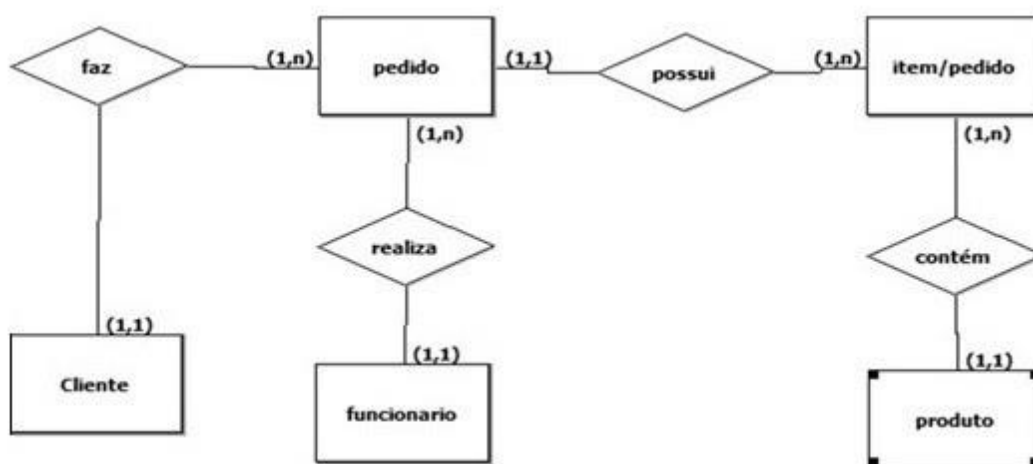 faz
(1,n)
pedido
(1,1)
possui
(1,n)
item/pedido
(1,n)
(1,n)
realiza
contém
(1,1)
(1,1)
(1,1)
Cliente
funcionario
produto